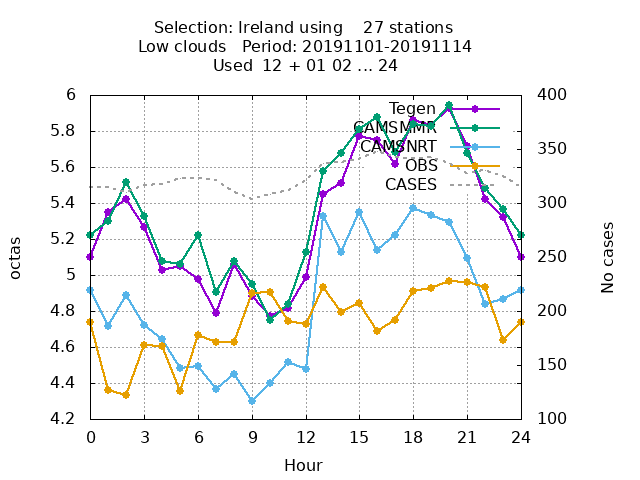 Selection: Ireland using    27 stations
Low clouds   Period: 20191101-20191114
Used  12 + 01 02 ... 24
6
5.8
5.6
5.4
5.2
5
4.8
4.6
4.4
4.2
octas
400
350
300
250
200
150
100
No cases
Tegen
CAMSMMR
CAMSNRT
OBS
CASES
0 3 6 9 12 15 18 21 24
Hour